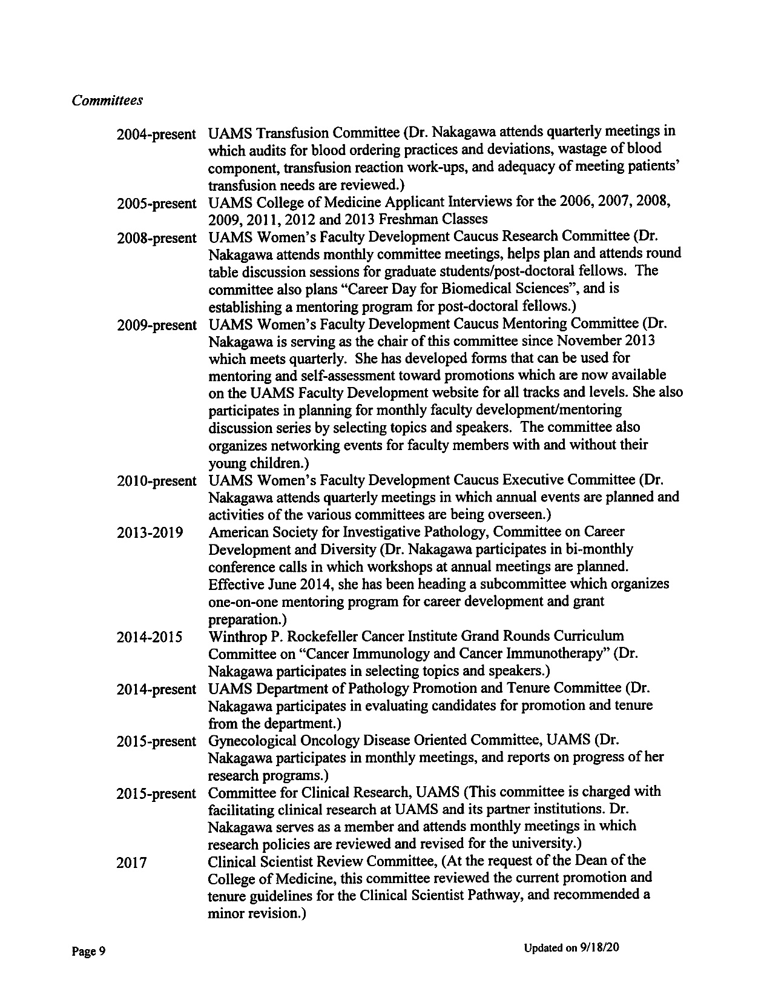 Committees
2004-present UAMS Transfusion Committee (Dr. Nakagawa attends quarterly meetings in
which audits for blood ordering practices and deviations, wastage of blood
component, transfusion reaction work-ups, and adequacy of meeting patients’
transfusion needs are reviewed.)
2005-present UAMS College of Medicine Applicant Interviews for the 2006, 2007, 2008,
2009, 2011, 2012 and 2013 Freshman Classes
2008-present UAMS Women’s Faculty Development Caucus Research Committee (Dr.
Nakagawa attends monthly committee meetings, helps plan and attends round
table discussion sessions for graduate students/post-doctoral fellows. The
committee also plans “Career Day for Biomedical Sciences”, and is
establishing a mentoring program for post-doctoral fellows.)
2009-present UAMS Women’s Faculty Development Caucus Mentoring Committee (Dr.
Nakagawa is serving as the chair of this committee since November 2013
which meets quarterly. She has developed forms that can be used for
mentoring and self-assessment toward promotions which are now available
on the UAMS Faculty Development website for all tracks and levels. She also
participates in planning for monthly faculty development/mentoring
discussion series by selecting topics and speakers. The committee also
organizes networking events for faculty members with and without their
young children.)
2010-present UAMS Women’s Faculty Development Caucus Executive Committee (Dr.
Nakagawa attends quarterly meetings in which annual events are planned and
activities of the various committees are being overseen.)
2013-2019 American Society for Investigative Pathology, Committee on Career
Development and Diversity (Dr. Nakagawa participates in bi-monthly
conference calls in which workshops at annual meetings are planned.
Effective June 2014, she has been heading a subcommittee which organizes
one-on-one mentoring program for career development and grant
preparation.)
2014-2015 Winthrop P. Rockefeller Cancer Institute Grand Rounds Curriculum
Committee on “Cancer Immunology and Cancer Immunotherapy” (Dr.
Nakagawa participates in selecting topics and speakers.)
2014-present UAMS Department of Pathology Promotion and Tenure Committee (Dr.
Nakagawa participates in evaluating candidates for promotion and tenure
from the department.)
2015-present Gynecological Oncology Disease Oriented Committee, UAMS (Dr.
Nakagawa participates in monthly meetings, and reports on progress of her
research programs.)
2015-present Committee for Clinical Research, UAMS (This committee is charged with
facilitating clinical research at UAMS and its partner institutions. Dr.
Nakagawa serves as a member and attends monthly meetings in which
research policies are reviewed and revised for the university.)
2017 Clinical Scientist Review Committee, (At the request of the Dean of the
College of Medicine, this committee reviewed the current promotion and
tenure guidelines for the Clinical Scientist Pathway, and recommended a
minor revision.)
Page 9 Updated on 9/18/20